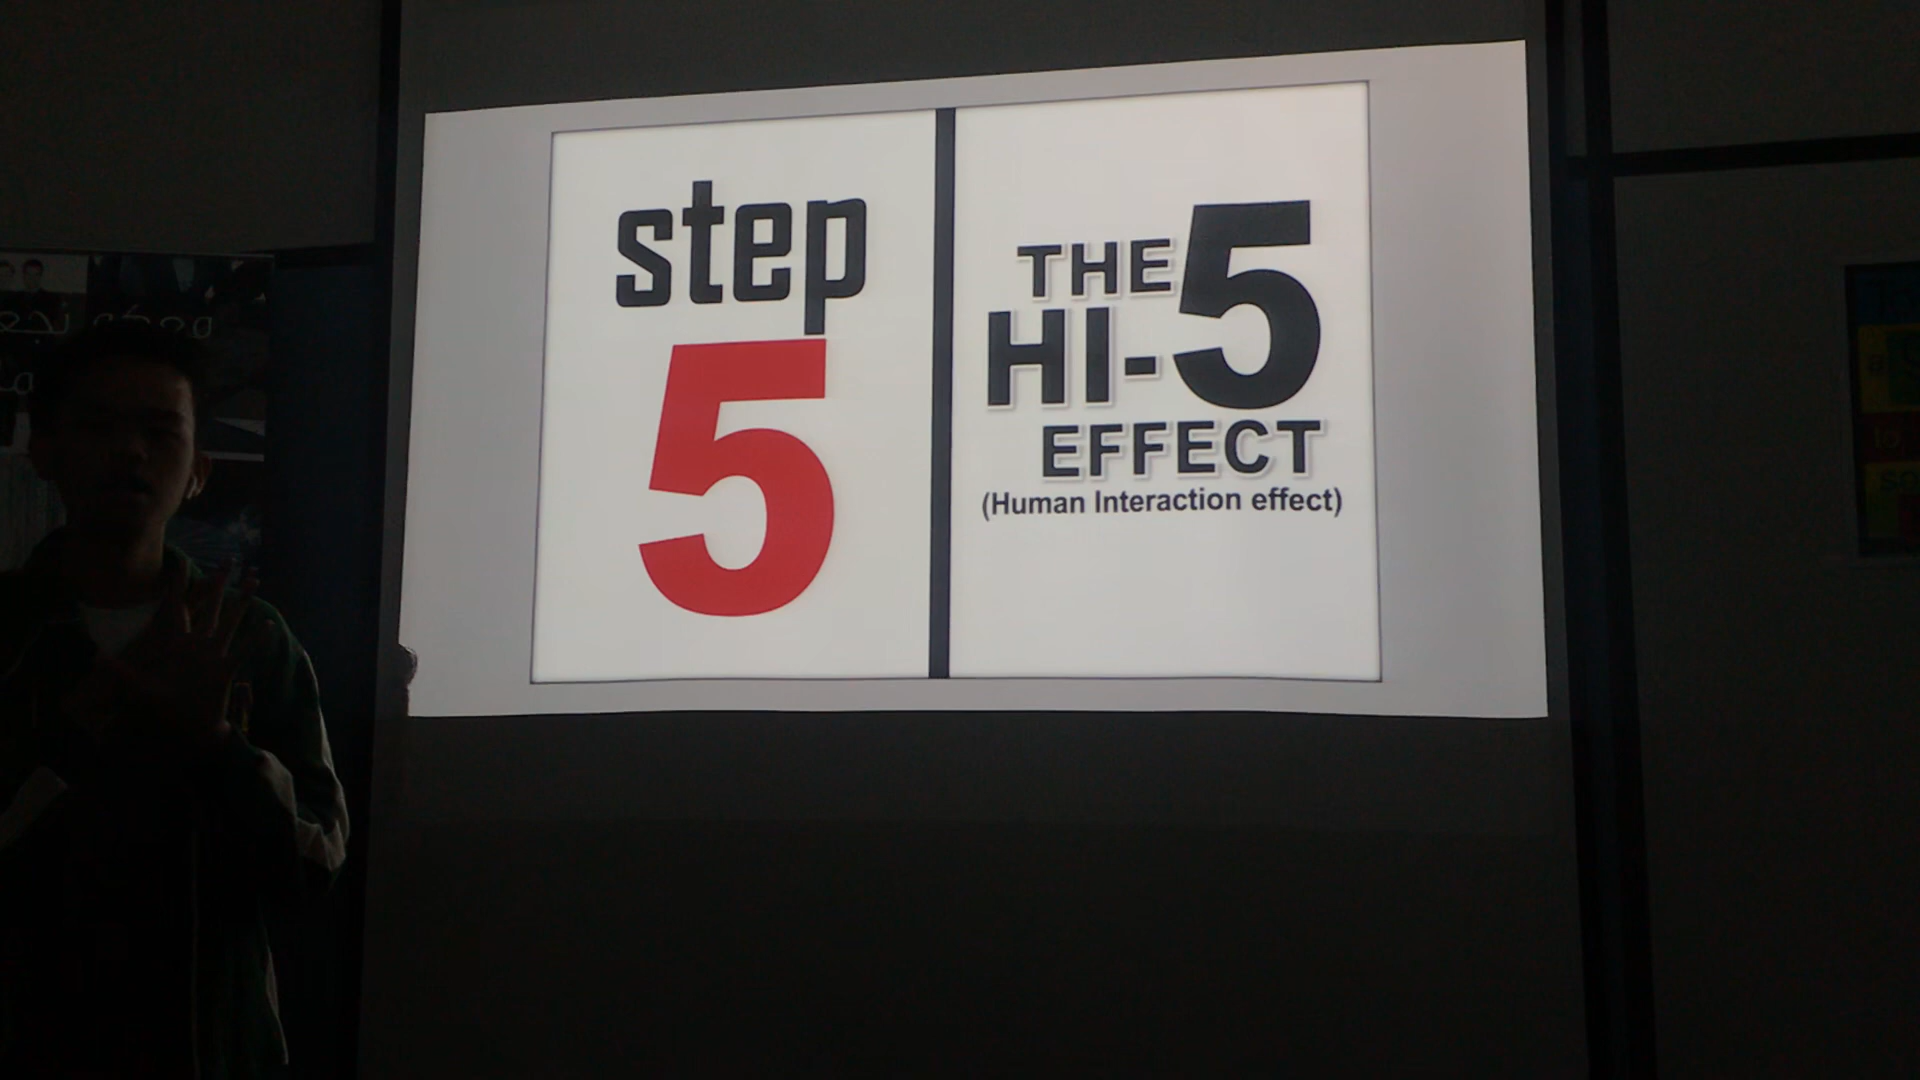 step
5
THE
HI-5
EFFECT
(Human Interaction effect)